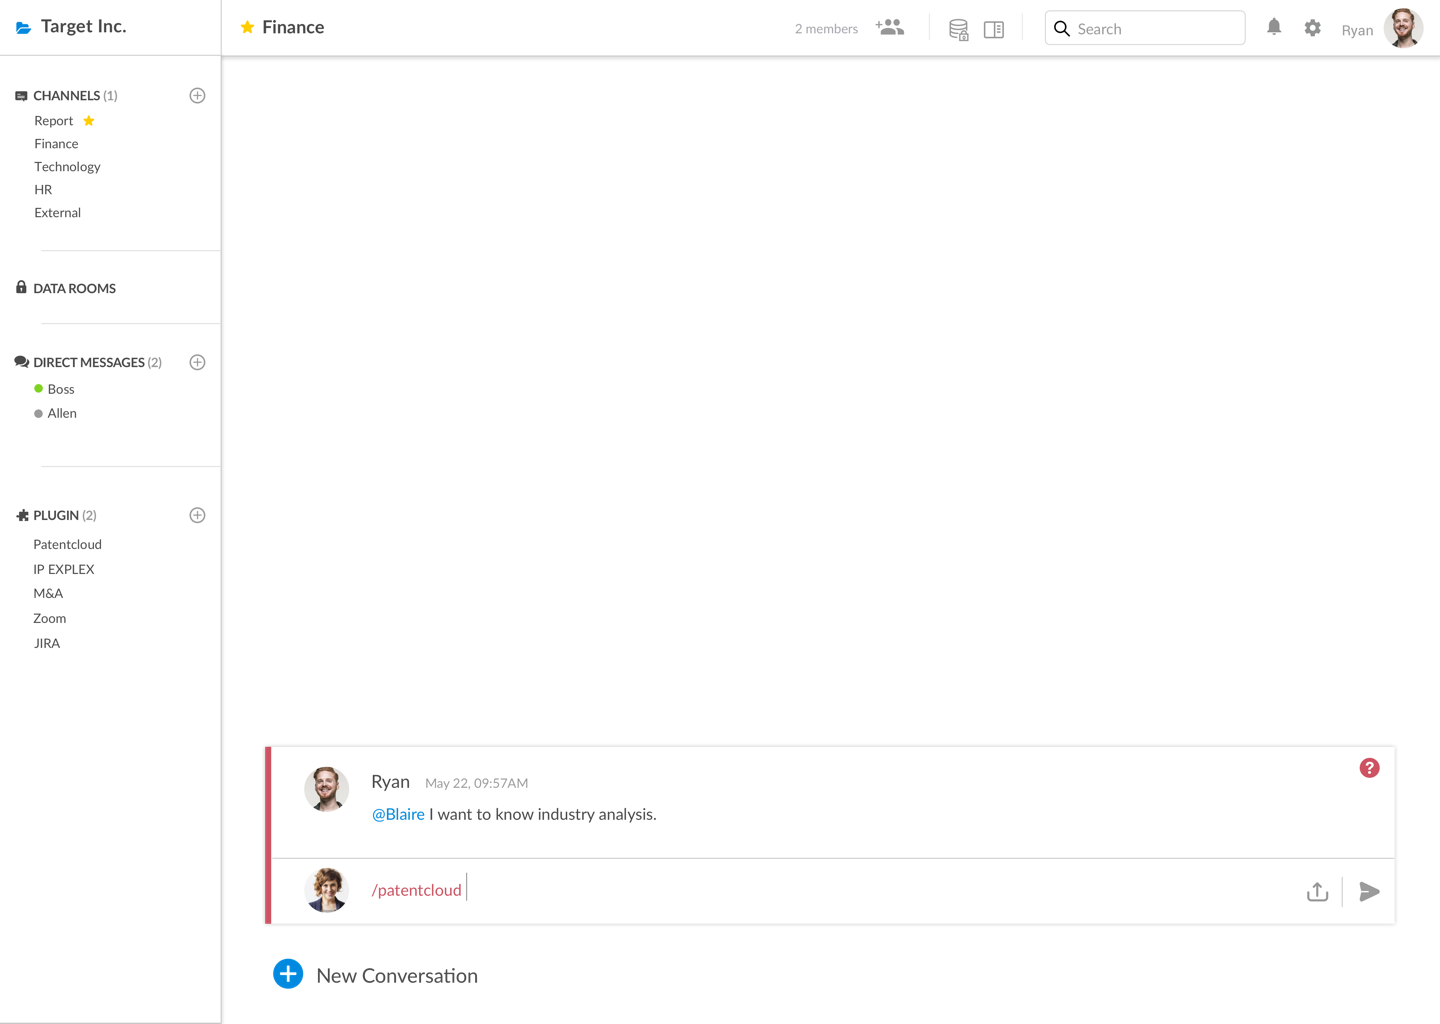 Target Inc.
Finance
2 members
Search
Ryan
CHANNELS (1)
Report
Finance
Technology
HR
External
DATA ROOMS
DIRECT MESSAGES (2)
Boss
Allen
PLUGIN (2)
Patentcloud
IP EXPLEX
M&A
Zoom
JIRA
Ryan May 22, 09:57AM
?
@Blaire I want to know industry analysis.
/patentcloud
New Conversation